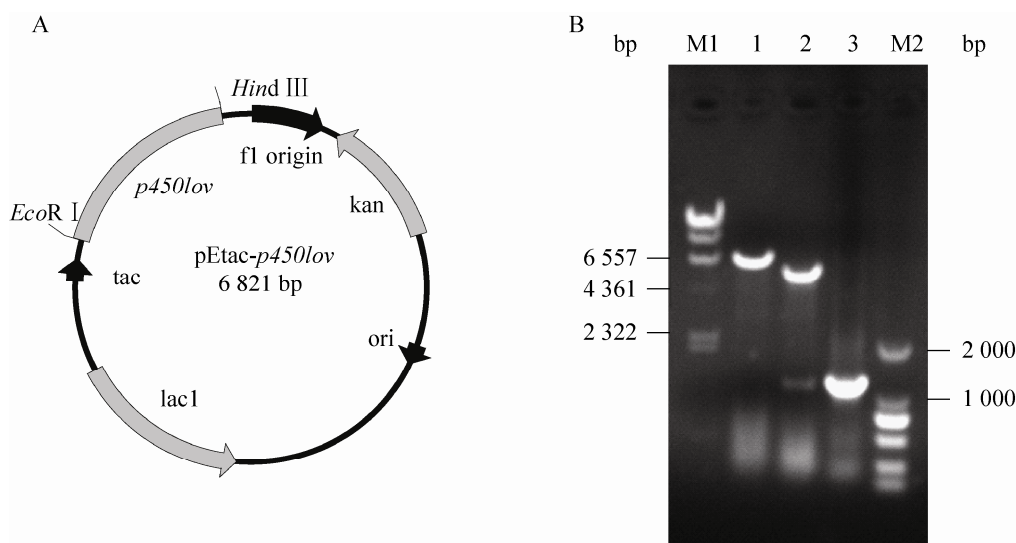 A
HindⅢ
f1 origin
p450lov
kan
EcoRⅠ
tac
pEtac-p450lov
6 821 bp
ori
lac1
B
bp M1 1 2 3 M2 bp
6 557
4 361
2 322
2 000
1 000